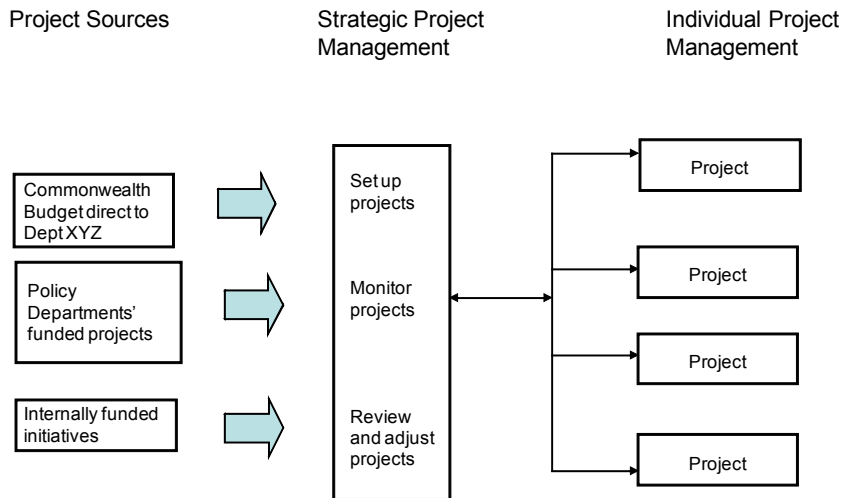 Project Sources
Strategic Project
Management
Individual Project
Management
Commonwealth
Budget direct to
Dept XYZ
Policy
Departments’
funded projects
Internally funded
initiatives
Set up
projects
Monitor
projects
Review
and adjust
projects
Project
Project
Project
Project